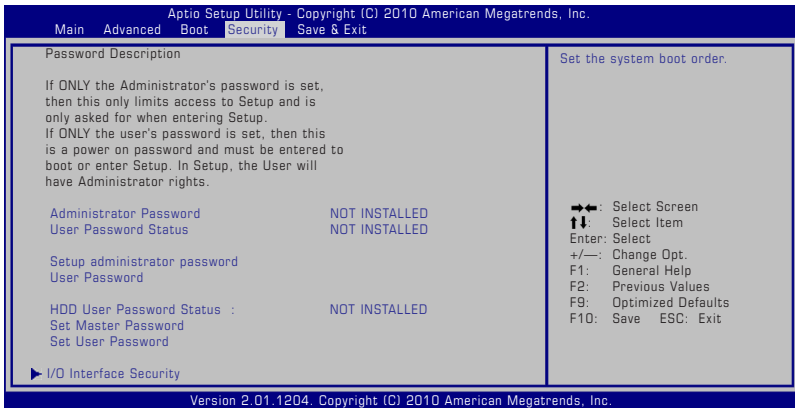 Aptio Setup Utility - Copyright (C) 2010 American Megatrends, Inc.
Main Advanced Boot Security Save & Exit
Password Description
If ONLY the Administrator's password is set,
then this only limits access to Setup and is
only asked for when entering Setup.
If ONLY the user's password is set, then this
is a power on password and must be entered to
boot or enter Setup. In Setup, the User will
have Administrator rights.
Administrator Password NOT INSTALLED
User Password Status NOT INSTALLED
Setup administrator password
User Password
HDD User Password Status : NOT INSTALLED
Set Master Password
Set User Password
I/O Interface Security
Set the system boot order.
→←: Select Screen
↑↓: Select Item
Enter: Select
+/—: Change Opt.
F1: General Help
F2: Previous Values
F9: Optimized Defaults
F10: Save ESC: Exit
Version 2.01.1204. Copyright (C) 2010 American Megatrends, Inc.